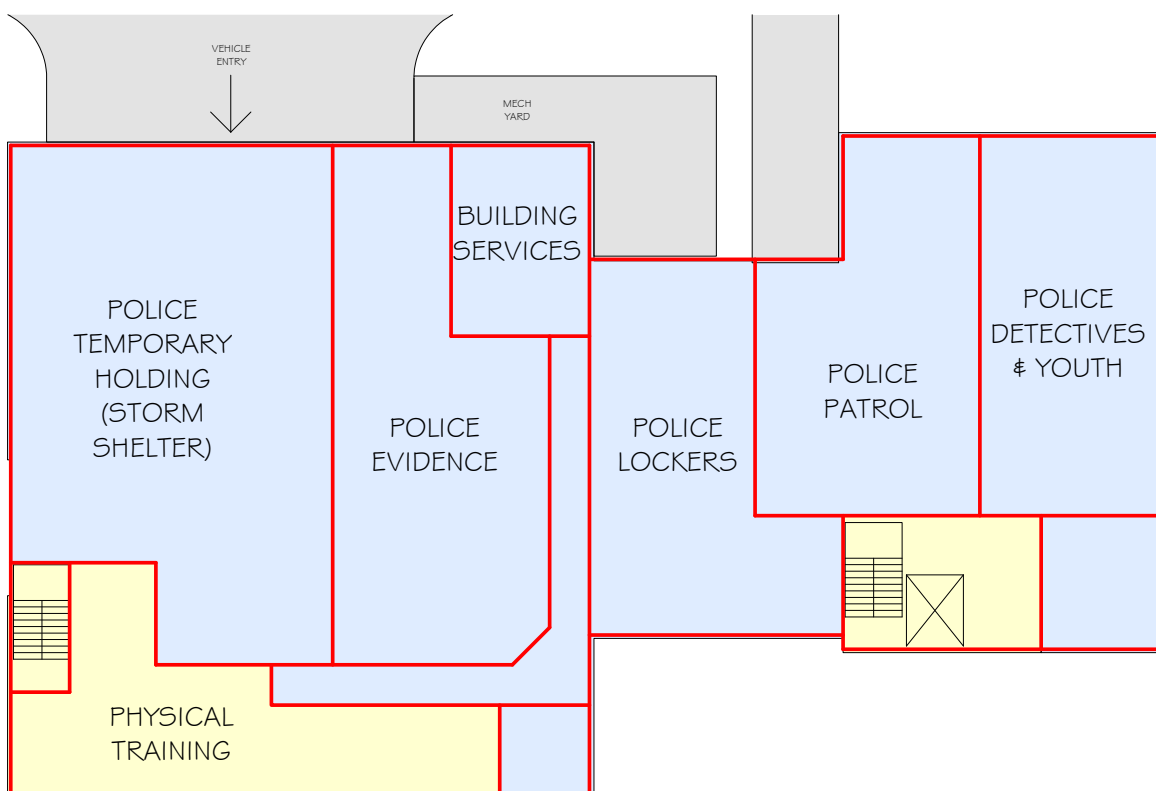 VEHICLE
ENTRY
MECH
YARD
BUILDING
SERVICES
POLICE
TEMPORARY
HOLDING
(STORM
SHELTER)
POLICE
EVIDENCE
POLICE
LOCKERS
POLICE
PATROL
POLICE
DETECTIVES
& YOUTH
PHYSICAL
TRAINING